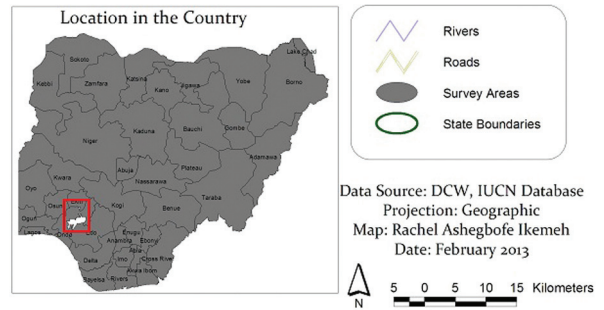 Location in the Country
Lake Chad
Sokoto
Kebbi
Zamfara
Katsina
Kano
Jigawa
Yobe
Borno
Niger
Kaduna
Bauchi
Gombe
Adamawa
Abuja
Plateau
Nassarawa
Kwara
Oyo
Taraba
Osun
Ekiti
Kogi
Benue
Ogun
Lagos
Ondo
Edo
Enugu
Anambra
Ebony
Abia
Delta
Imo
Cross River
Akwa Ibom
Bayelsa
Rivers
Rivers
Roads
Survey Areas
State Boundaries
Data Source: DCW, IUCN Database
Projection: Geographic
Map: Rachel Ashegbofe Ikemeh
Date: February 2013
N
5 0 5 10 15 Kilometers